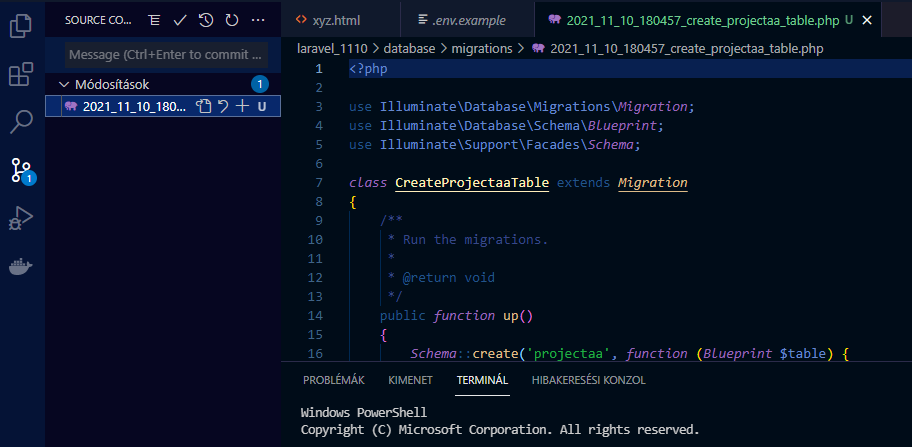 SOURCE CO...
Message (Ctrl+Enter to commit ...
Módosítások 1
2021_11_10_180... U
1
xyz.html .env.example 2021_11_10_180457_create_projectaa_table.php U
laravel_1110 > database > migrations > 2021_11_10_180457_create_projectaa_table.php
1 <?php
2
3 use Illuminate\Database\Migrations\Migration;
4 use Illuminate\Database\Schema\Blueprint;
5 use Illuminate\Support\Facades\Schema;
6
7 class CreateProjectaaTable extends Migration
8 {
9 /**
10 * Run the migrations.
11 *
12 * @return void
13 */
14 public function up()
15 {
16 Schema::create('projectaa', function (Blueprint $table) {
PROBLÉMÁK KIMENET TERMINÁL HIBAKERESÉSI KONZOL
Windows PowerShell
Copyright (C) Microsoft Corporation. All rights reserved.